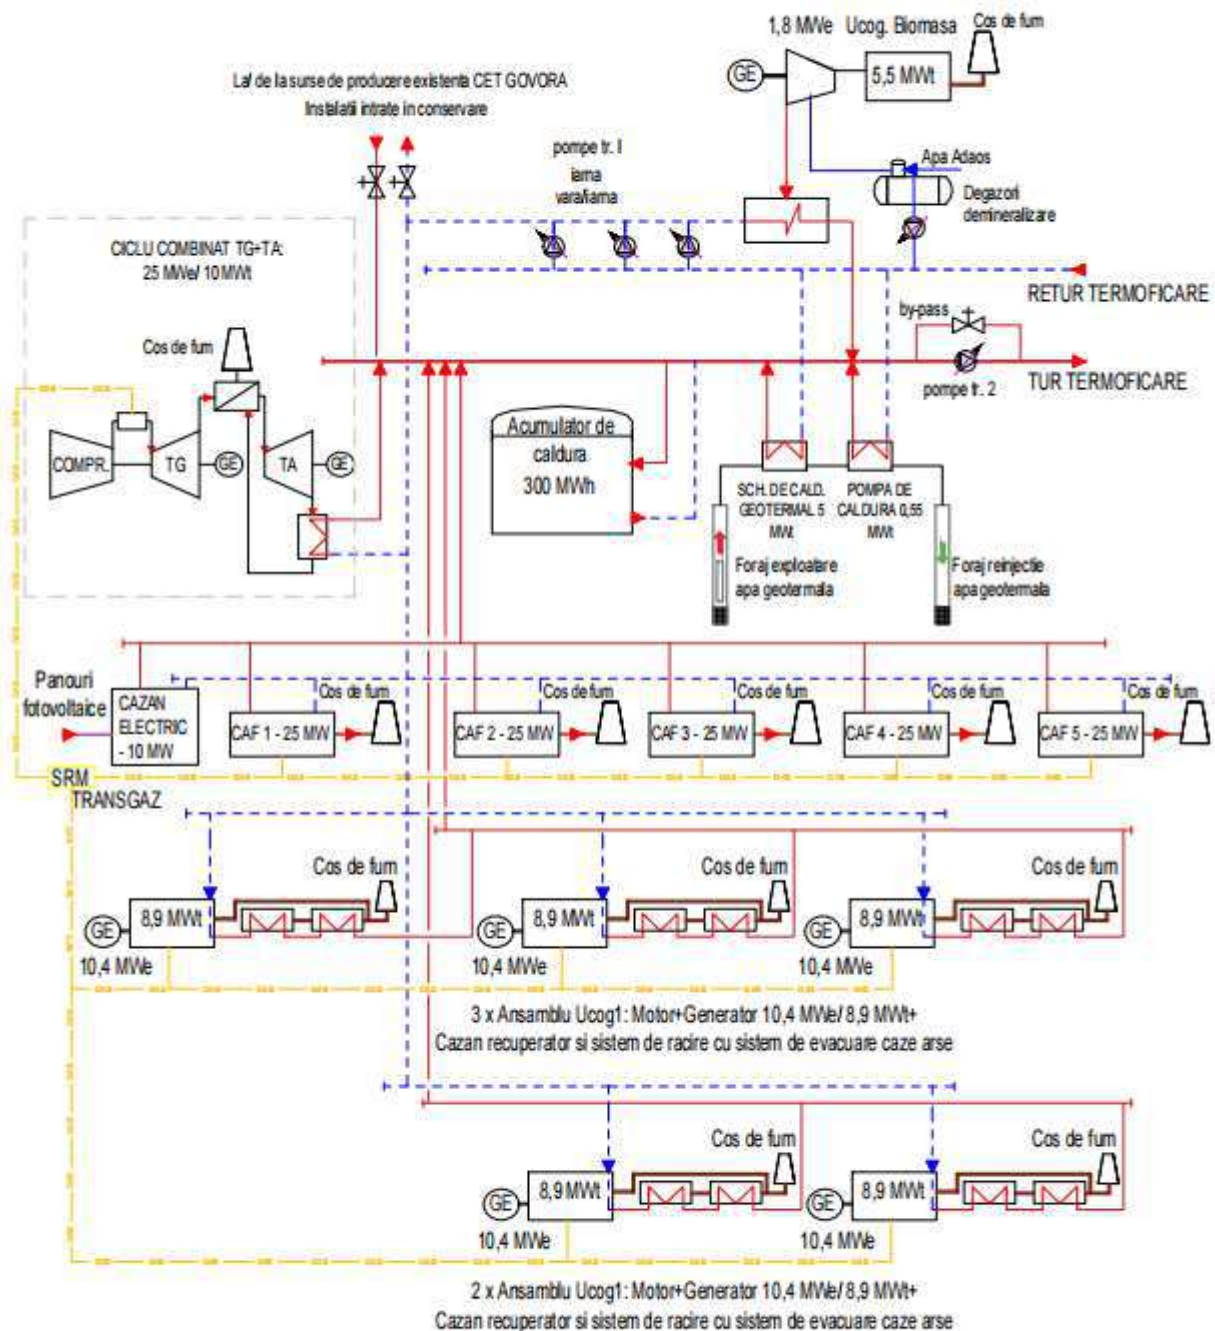 1,8 MWe Ucog. Biomasa
Cos de fum
GE
5,5 MWt
La/ de la surse de producere existenta CET GOVORA
Instalatii intrate in conservare
pompe tr. I
iarna
vara/iarna
Apa Adaos
Degazori
demineralizare
CICLU COMBINAT TG+TA:
25 MWe/ 10 MWt
RETUR TERMOFICARE
by-pass
Cos de fum
TUR TERMOFICARE
pompe tr. 2
COMPR.
TG
GE
TA
GE
Acumulator de
caldura
300 MWh
SCH. DE CALD.
GEOTERMAL 5
MWt
POMPA DE
CALDURA 0,55
MWt
Foraj exploatare
apa geotermala
Foraj reinjectie
apa geotermala
Panouri
fotovoltaice
CAZAN
ELECTRIC
- 10 MW
Cos de fum
Cos de fum
Cos de fum
Cos de fum
Cos de fum
CAF 1 - 25 MW
CAF 2 - 25 MW
CAF 3 - 25 MW
CAF 4 - 25 MW
CAF 5 - 25 MW
SRM
TRANSGAZ
Cos de fum
Cos de fum
Cos de fum
GE
8,9 MWt
GE
8,9 MWt
GE
8,9 MWt
10,4 MWe
10,4 MWe
10,4 MWe
3 x Ansamblu Ucog1: Motor+Generator 10,4 MWe/ 8,9 MWt+
Cazan recuperator si sistem de racire cu sistem de evacuare caze arse
Cos de fum
Cos de fum
GE
8,9 MWt
GE
8,9 MWt
10,4 MWe
10,4 MWe
2 x Ansamblu Ucog1: Motor+Generator 10,4 MWe/ 8,9 MWt+
Cazan recuperator si sistem de racire cu sistem de evacuare caze arse